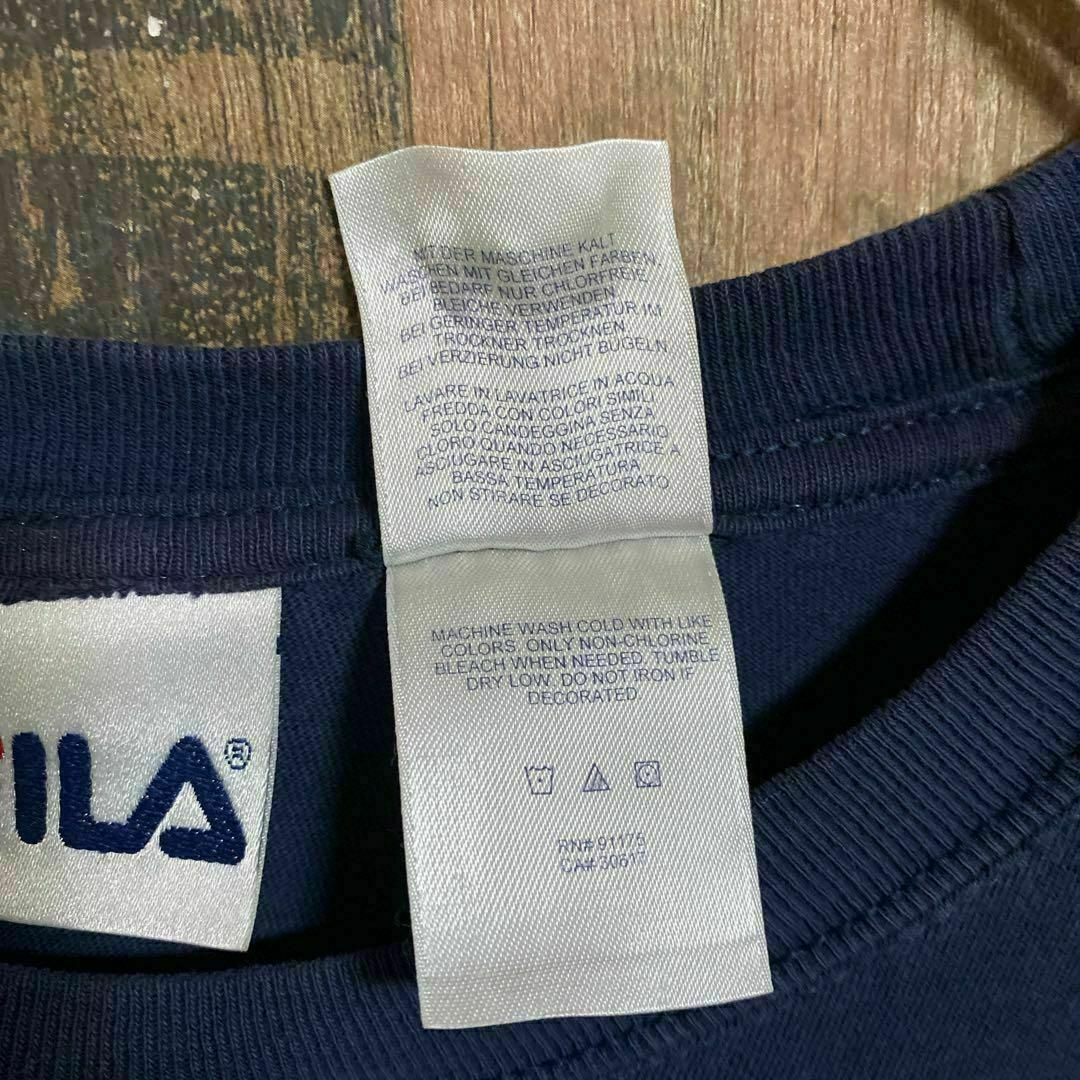 MIT DER MASCHINE KALT
WASCHEN MIT GLEICHEN FARBEN
BEI BEDARF NUR CHLORFREIE
BLEICHE VERWENDEN
BEI GERINGER TEMPERATUR IM
TROCKNER TROCKNEN
BEI VERZIERUNG NICHT BUGELN
LAVARE IN LAVATRICE IN ACQUA
FREDDA CON COLORI SIMILI
SOLO CANDEGGINA SENZA
CLORO QUANDO NECESSARIO
ASCIUGARE IN ASCIUGATRICE A
BASSA TEMPERATURA
NON STIRARE SE DECORATO
MACHINE WASH COLD WITH LIKE
COLORS. ONLY NON-CHLORINE
BLEACH WHEN NEEDED. TUMBLE
DRY LOW. DO NOT IRON IF
DECORATED
RN# 91175
CA# 30617
FILA®